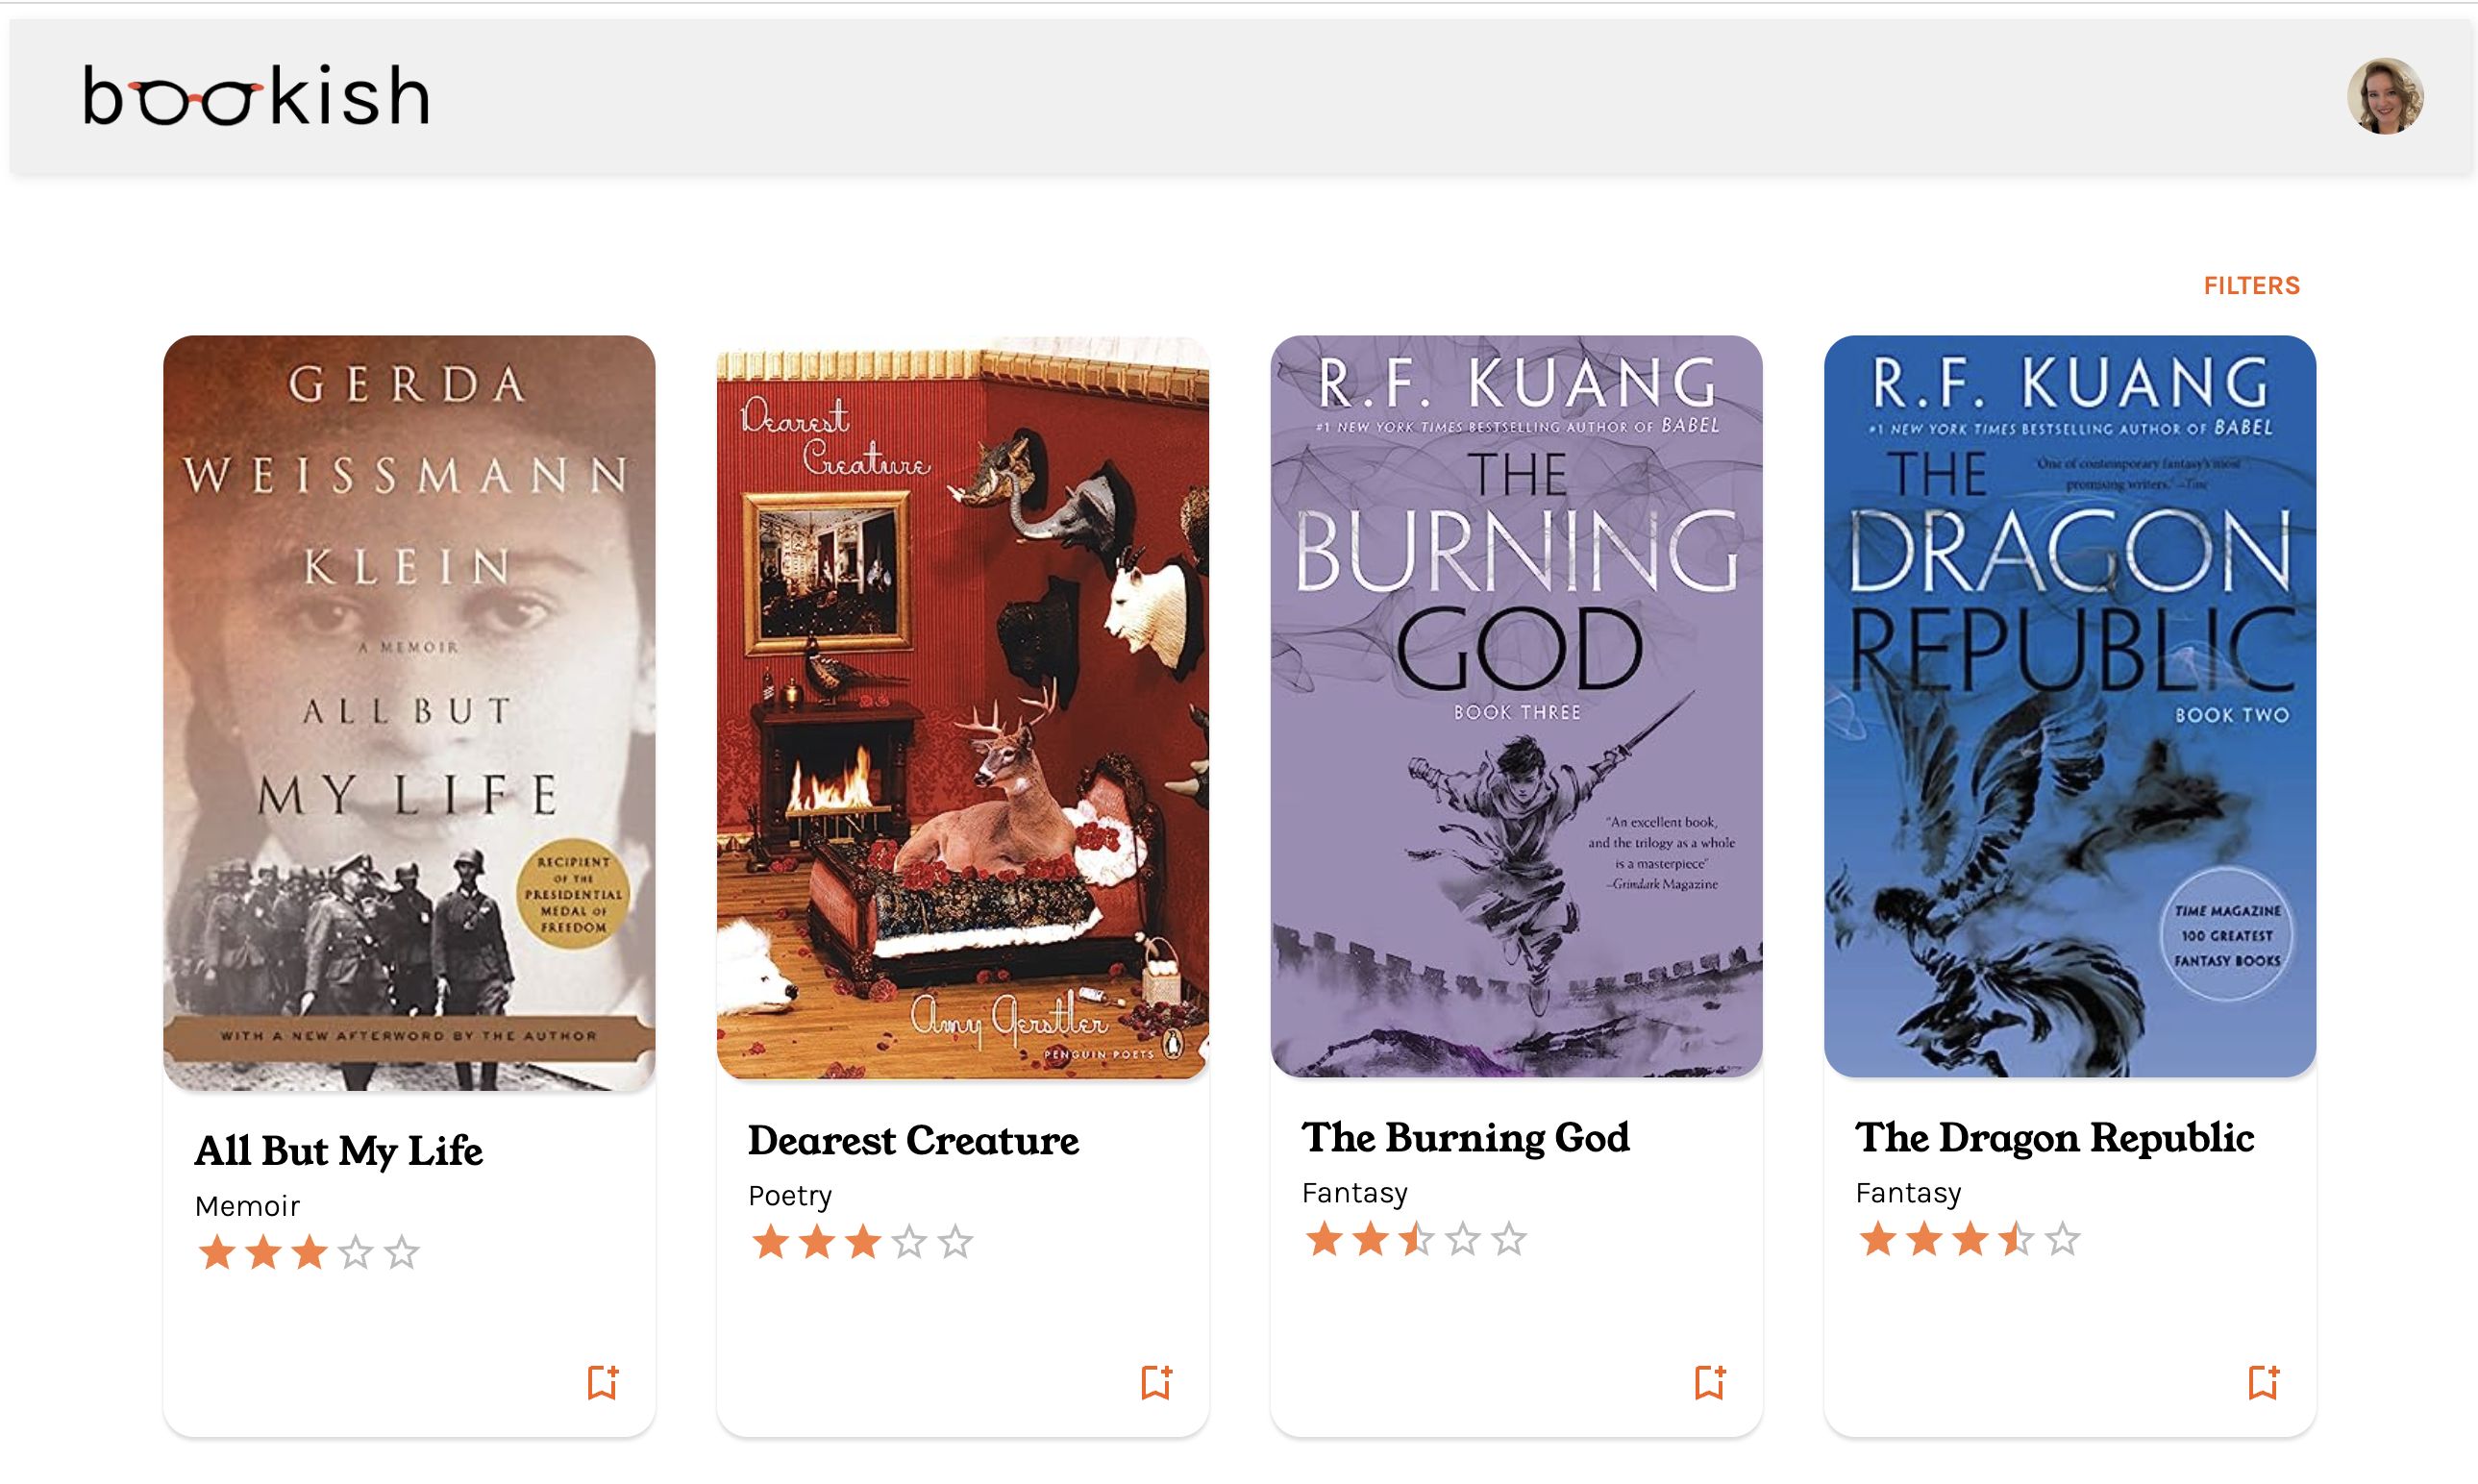 bookish
FILTERS
GERDA
WEISSMANN
KLEIN
A MEMOIR
ALL BUT
MY LIFE
RECIPIENT
OF THE
PRESIDENTIAL
MEDAL OF
FREEDOM
WITH A NEW AFTERWORD BY THE AUTHOR
All But My Life
Memoir
Dearest
Creature
Amy Gerstler
PENGUIN POETS
Dearest Creature
Poetry
R.F. KUANG
#1 NEW YORK TIMES BESTSELLING AUTHOR OF BABEL
THE
BURNING
GOD
BOOK THREE
"An excellent book,
and the trilogy as a whole
is a masterpiece"
–Grimdark Magazine
The Burning God
Fantasy
R.F. KUANG
#1 NEW YORK TIMES BESTSELLING AUTHOR OF BABEL
THE
"One of contemporary fantasy's most
promising writers." —Time
DRAGON
REPUBLIC
BOOK TWO
TIME MAGAZINE
100 GREATEST
FANTASY BOOKS
The Dragon Republic
Fantasy